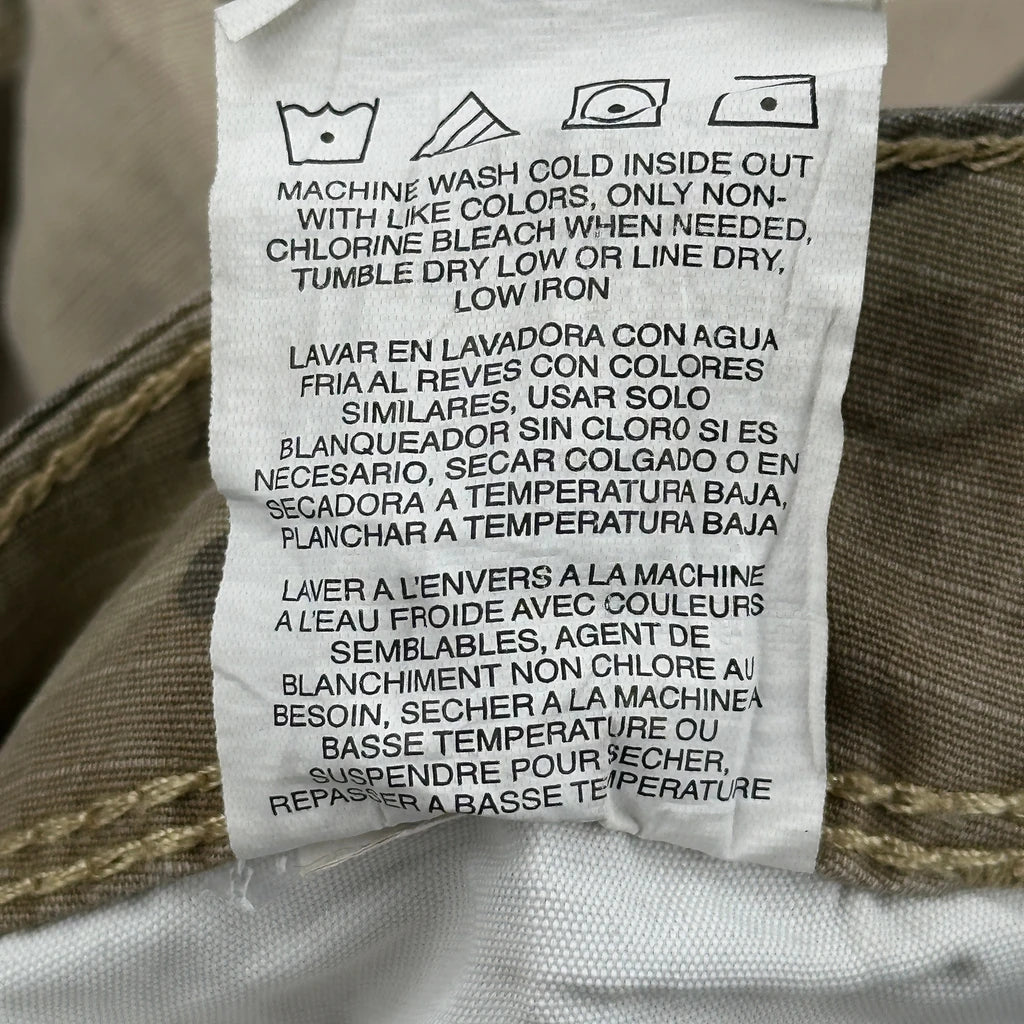 MACHINE WASH COLD INSIDE OUT
WITH LIKE COLORS, ONLY NON-
CHLORINE BLEACH WHEN NEEDED,
TUMBLE DRY LOW OR LINE DRY,
LOW IRON
LAVAR EN LAVADORA CON AGUA
FRIA AL REVES CON COLORES
SIMILARES, USAR SOLO
BLANQUEADOR SIN CLORO SI ES
NECESARIO, SECAR COLGADO O EN
SECADORA A TEMPERATURA BAJA,
PLANCHAR A TEMPERATURA BAJA
LAVER A L'ENVERS A LA MACHINE
A L'EAU FROIDE AVEC COULEURS
SEMBLABLES, AGENT DE
BLANCHIMENT NON CHLORE AU
BESOIN, SECHER A LA MACHINE A
BASSE TEMPERATURE OU
SUSPENDRE POUR SECHER,
REPASSER A BASSE TEMPERATURE